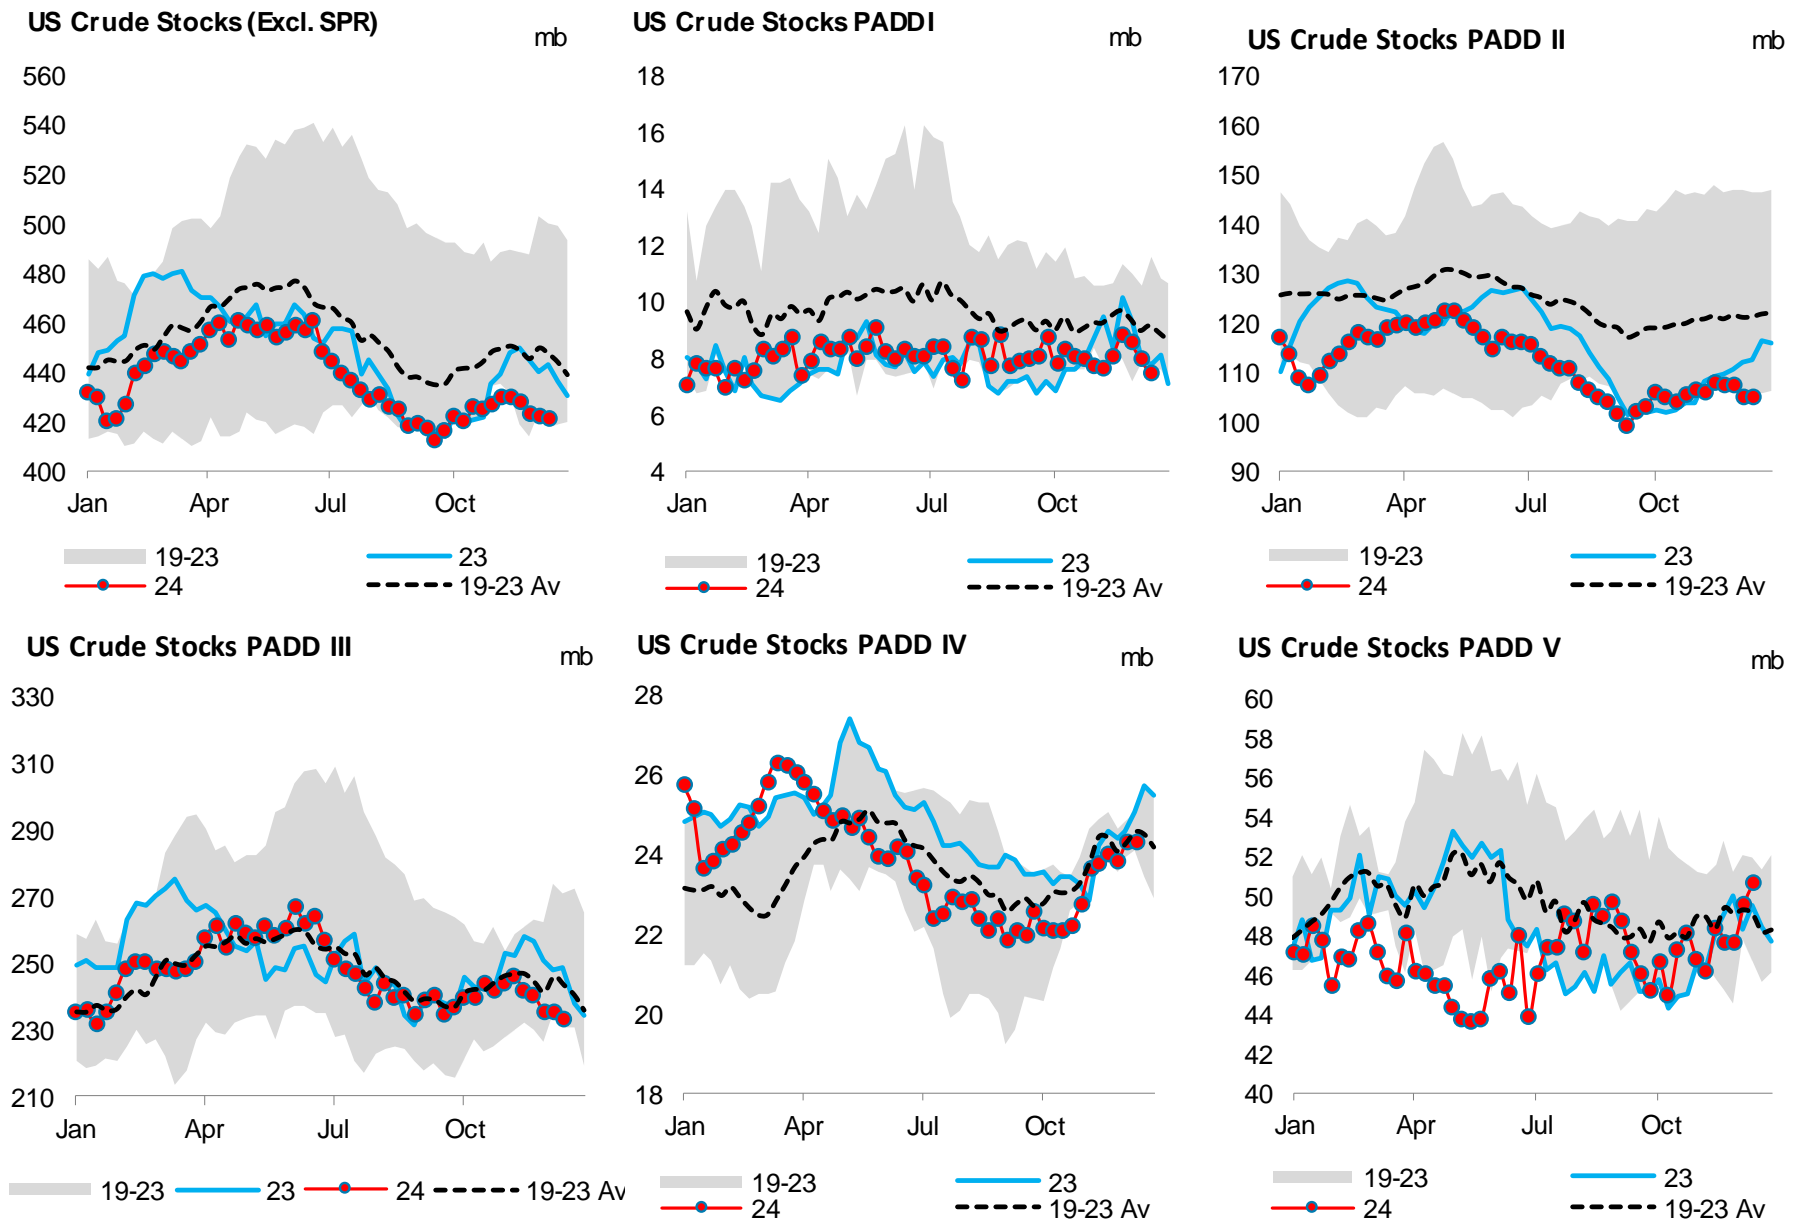 US Crude Stocks (Excl. SPR)
mb
560
540
520
500
480
460
440
420
400
Jan Apr Jul Oct
19-23 23
24 19-23 Av
US Crude Stocks PADD I
mb
18
16
14
12
10
8
6
4
Jan Apr Jul Oct
19-23 23
24 19-23 Av
US Crude Stocks PADD II
mb
170
160
150
140
130
120
110
100
90
Jan Apr Jul Oct
19-23 23
24 19-23 Av
US Crude Stocks PADD III
mb
330
310
290
270
250
230
210
Jan Apr Jul Oct
19-23 23 24 19-23 Av
US Crude Stocks PADD IV
mb
28
26
24
22
20
18
Jan Apr Jul Oct
19-23 23
24 19-23 Av
US Crude Stocks PADD V
mb
60
58
56
54
52
50
48
46
44
42
40
Jan Apr Jul Oct
19-23 23
24 19-23 Av